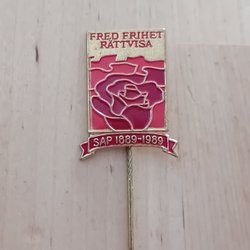 FRED FRIHET
RÄTTVISA
SAP 1889-1989